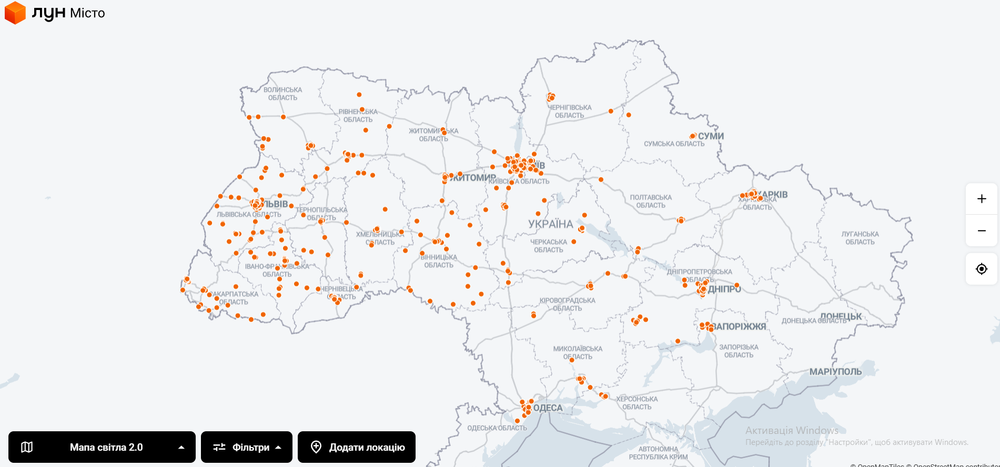 лун Місто
ВОЛИНСЬКА
ОБЛАСТЬ
РІВНЕНСЬКА
ОБЛАСТЬ
ЖИТОМИРСЬКА
ОБЛАСТЬ
ЧЕРНІГІВСЬКА
ОБЛАСТЬ
СУМИ
СУМСЬКА ОБЛАСТЬ
КИЇВ
ЖИТОМИР
КИЇВСЬКА ОБЛАСТЬ
ХАРКІВ
ХАРКІВСЬКА
ОБЛАСТЬ
ПОЛТАВСЬКА
ОБЛАСТЬ
ЛЬВІВ
ЛЬВІВСЬКА ОБЛАСТЬ
ТЕРНОПІЛЬСЬКА
ОБЛАСТЬ
УКРАЇНА
ХМЕЛЬНИЦЬКА
ОБЛАСТЬ
ЛУГАНСЬКА
ОБЛАСТЬ
ЧЕРКАСЬКА
ОБЛАСТЬ
ВІННИЦЬКА
ОБЛАСТЬ
ІВАНО-ФРАНКІВСЬКА
ОБЛАСТЬ
ДНІПРОПЕТРОВСЬКА
ОБЛАСТЬ
ДНІПРО
ЧЕРНІВЕЦЬКА
ОБЛАСТЬ
ЗАКАРПАТСЬКА
ОБЛАСТЬ
КІРОВОГРАДСЬКА
ОБЛАСТЬ
ДОНЕЦЬК
ДОНЕЦЬКА ОБЛАСТЬ
ЗАПОРІЖЖЯ
МИКОЛАЇВСЬКА
ОБЛАСТЬ
ЗАПОРІЗЬКА
ОБЛАСТЬ
МАРІУПОЛЬ
ХЕРСОНСЬКА
ОБЛАСТЬ
ОДЕСА
ОДЕСЬКА ОБЛАСТЬ
АВТОНОМНА
РЕСПУБЛІКА КРИМ
Активація Windows
Перейдіть до розділу "Настройки", щоб активувати Windows.
Мапа світла 2.0
Фільтри
Додати локацію
© OpenMapTiles © OpenStreetMap contributors